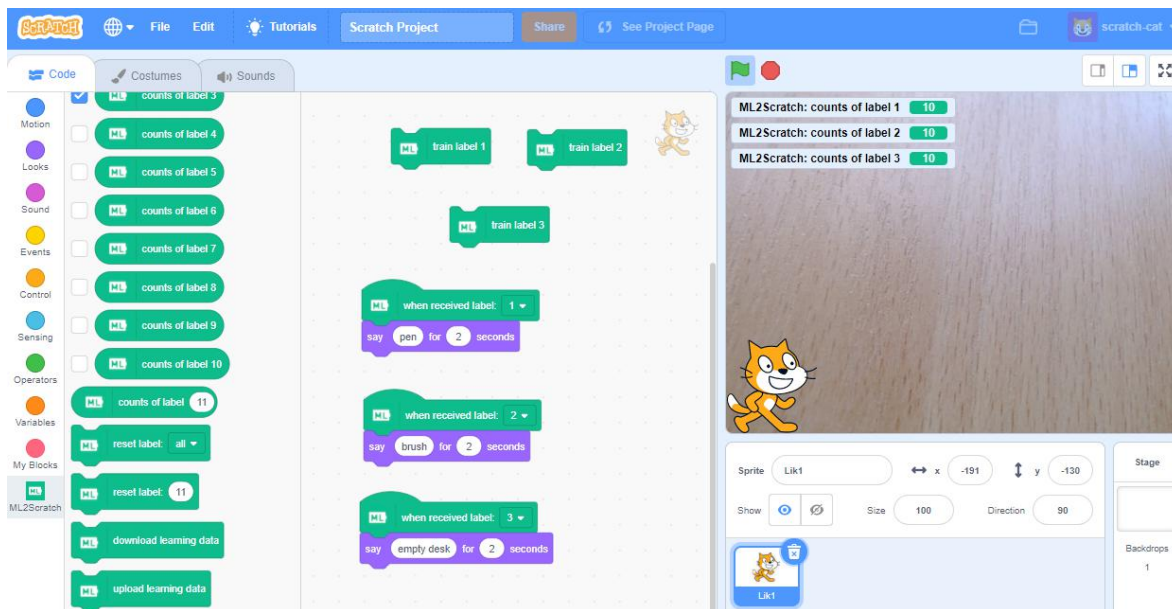 SCRATCH File Edit Tutorials Scratch Project Share See Project Page scratch-cat
Code Costumes Sounds
Motion
Looks
Sound
Events
Control
Sensing
Operators
Variables
My Blocks
ML2Scratch
ML counts of label 3
ML counts of label 4
ML counts of label 5
ML counts of label 6
ML counts of label 7
ML counts of label 8
ML counts of label 9
ML counts of label 10
ML counts of label 11
ML reset label: all
ML reset label: 11
ML download learning data
ML upload learning data
ML train label 1
ML train label 2
ML train label 3
ML when received label: 1
say pen for 2 seconds
ML when received label: 2
say brush for 2 seconds
ML when received label: 3
say empty desk for 2 seconds
ML2Scratch: counts of label 1 10
ML2Scratch: counts of label 2 10
ML2Scratch: counts of label 3 10
Sprite Lik1 x -191 y -130
Show Size 100 Direction 90
Lik1
Stage
Backdrops
1